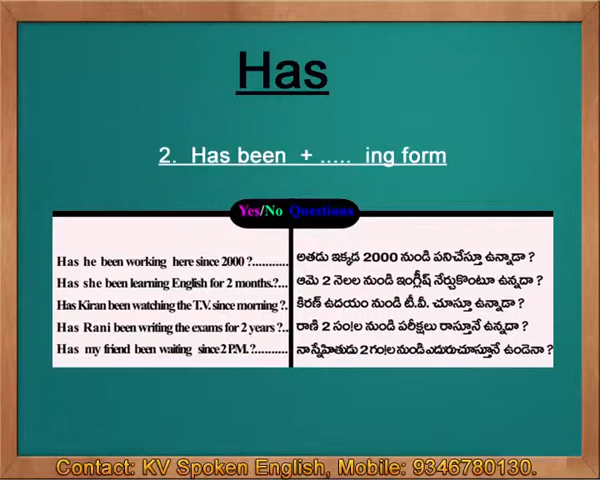 Has
2. Has been + ..... ing form
Yes/No Questions
Has he been working here since 2000 ?........... అతడు ఇక్కడ 2000 నుండి పనిచేస్తూ ఉన్నాడా ?
Has she been learning English for 2 months.?... ఆమె 2 నెలల నుండి ఇంగ్లీష్ నేర్చుకొంటూ ఉన్నదా ?
Has Kiran been watching the T.V. since morning ?. కిరణ్ ఉదయం నుండి టీ.వీ. చూస్తూ ఉన్నాడా ?
Has Rani been writing the exams for 2 years ?.. రాణి 2 సం!ల నుండి పరీక్షలు రాస్తూనే ఉన్నదా ?
Has my friend been waiting since 2 P.M. ?.......... నా స్నేహితుడు 2 గం!ల నుండి ఎదురుచూస్తూనే ఉండెనా ?
Contact: KV Spoken English, Mobile: 9346780130.